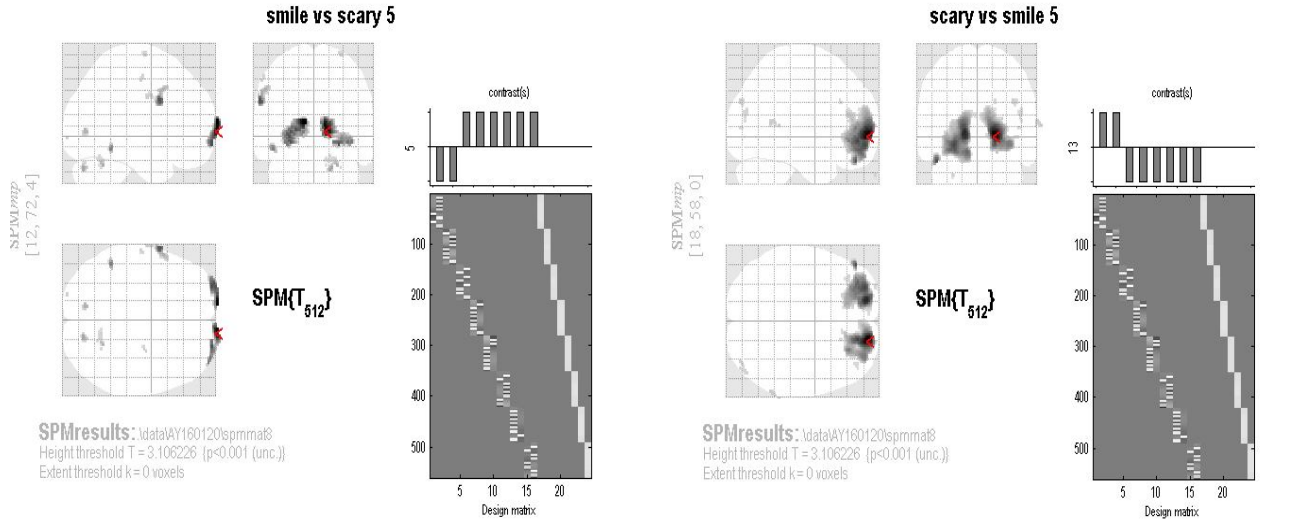 smile vs scary 5
SPMmip
[12, 72, 4]
contrast(s)
5
SPM{T512}
100
200
300
400
500
5 10 15 20
Design matrix
SPMresults: .\data\AY160120\spmmat8
Height threshold T = 3.106226 {p<0.001 (unc.)}
Extent threshold k = 0 voxels
scary vs smile 5
SPMmip
[18, 58, 0]
contrast(s)
13
SPM{T512}
100
200
300
400
500
5 10 15 20
Design matrix
SPMresults: .\data\AY160120\spmmat8
Height threshold T = 3.106226 {p<0.001 (unc.)}
Extent threshold k = 0 voxels